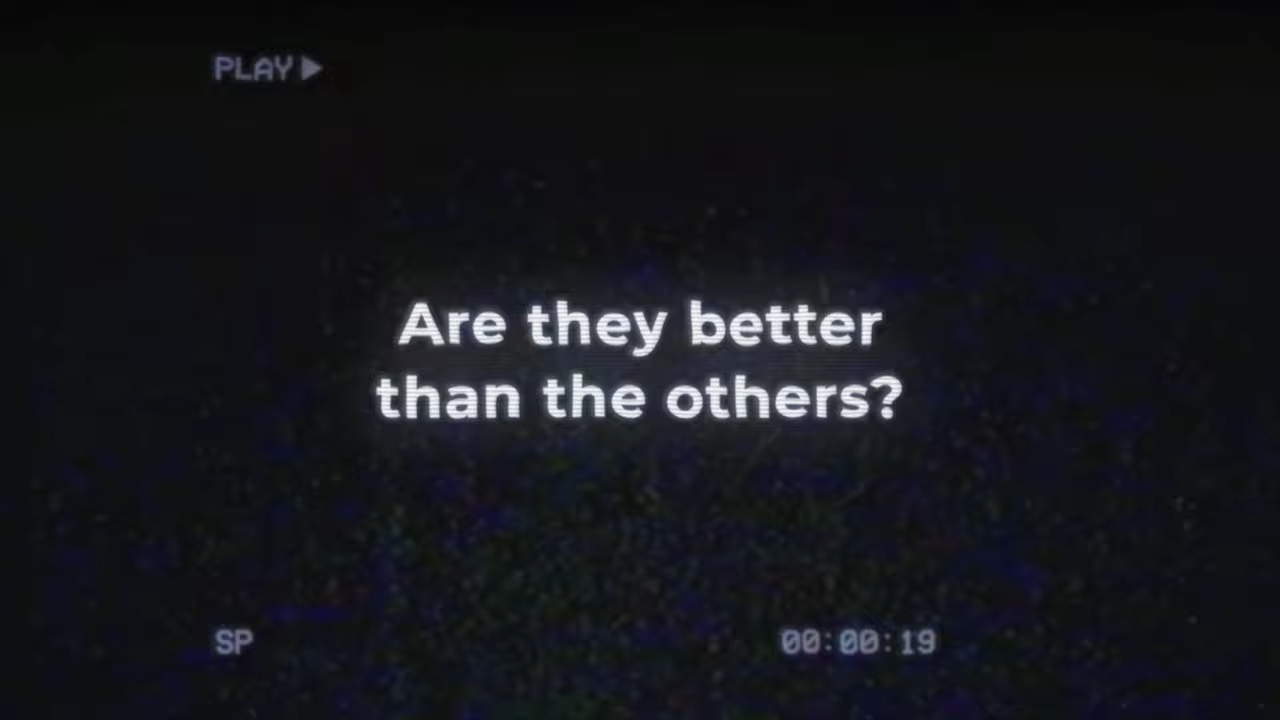 PLAY
Are they better
than the others?
SP
00:00:19